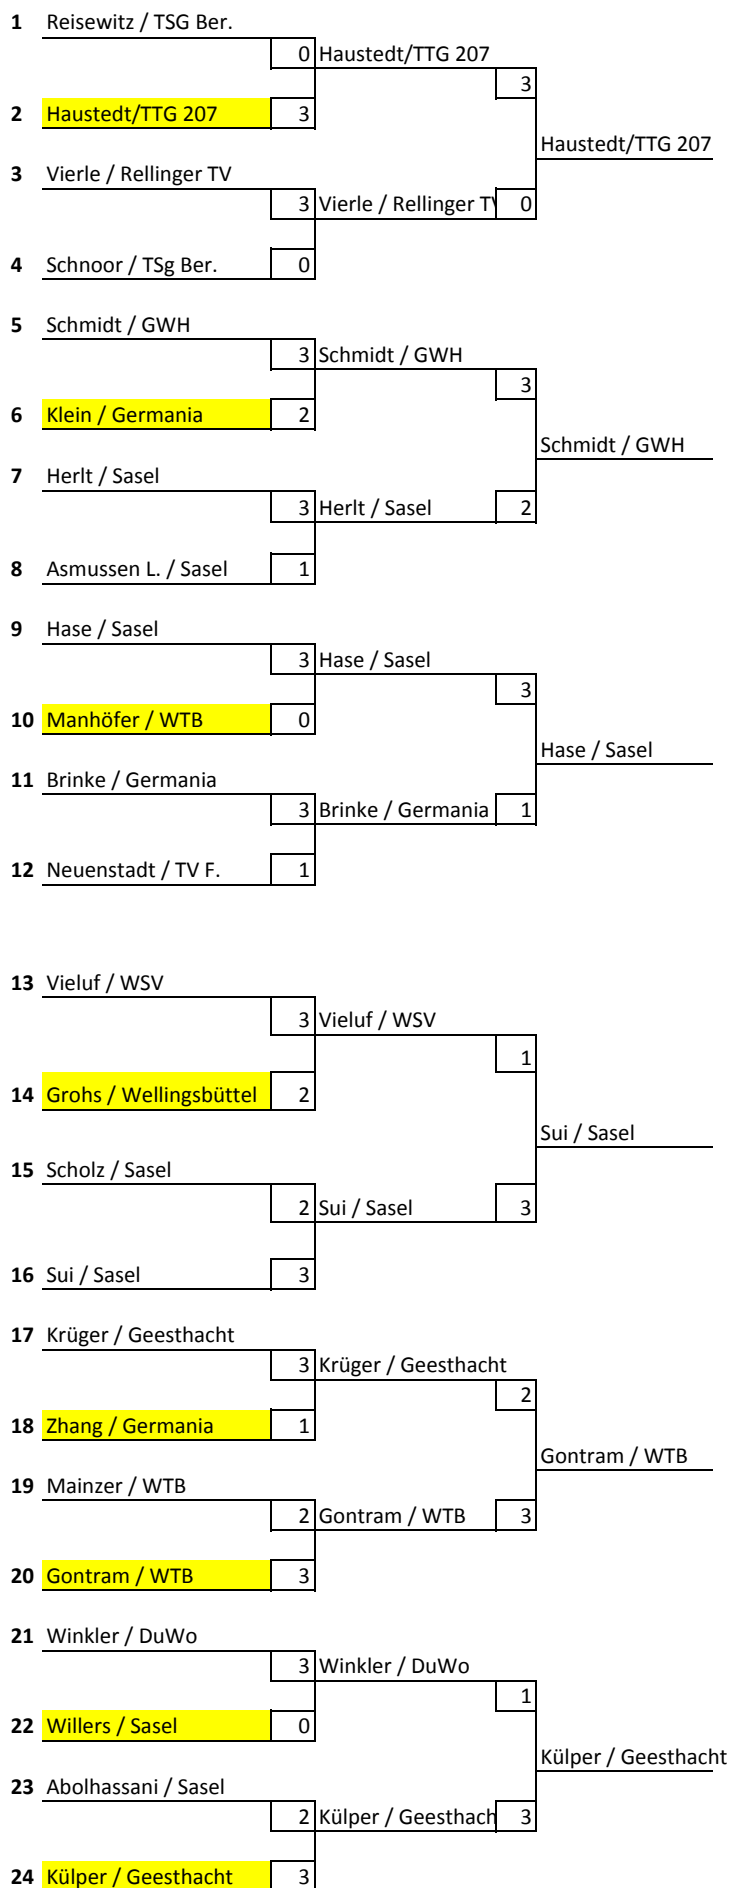 1 Reisewitz / TSG Ber.
0 Haustedt/TTG 207
3
2 Haustedt/TTG 207 3
Haustedt/TTG 207
3 Vierle / Rellinger TV
3 Vierle / Rellinger TV 0
4 Schnoor / TSg Ber. 0
5 Schmidt / GWH
3 Schmidt / GWH
3
6 Klein / Germania 2
Schmidt / GWH
7 Herlt / Sasel
3 Herlt / Sasel 2
8 Asmussen L. / Sasel 1
9 Hase / Sasel
3 Hase / Sasel
3
10 Manhöfer / WTB 0
Hase / Sasel
11 Brinke / Germania
3 Brinke / Germania 1
12 Neuenstadt / TV F. 1
13 Vieluf / WSV
3 Vieluf / WSV
1
14 Grohs / Wellingsbüttel 2
Sui / Sasel
15 Scholz / Sasel
2 Sui / Sasel 3
16 Sui / Sasel 3
17 Krüger / Geesthacht
3 Krüger / Geesthacht
2
18 Zhang / Germania 1
Gontram / WTB
19 Mainzer / WTB
2 Gontram / WTB 3
20 Gontram / WTB 3
21 Winkler / DuWo
3 Winkler / DuWo
1
22 Willers / Sasel 0
Külper / Geesthacht
23 Abolhassani / Sasel
2 Külper / Geesthach 3
24 Külper / Geesthacht 3